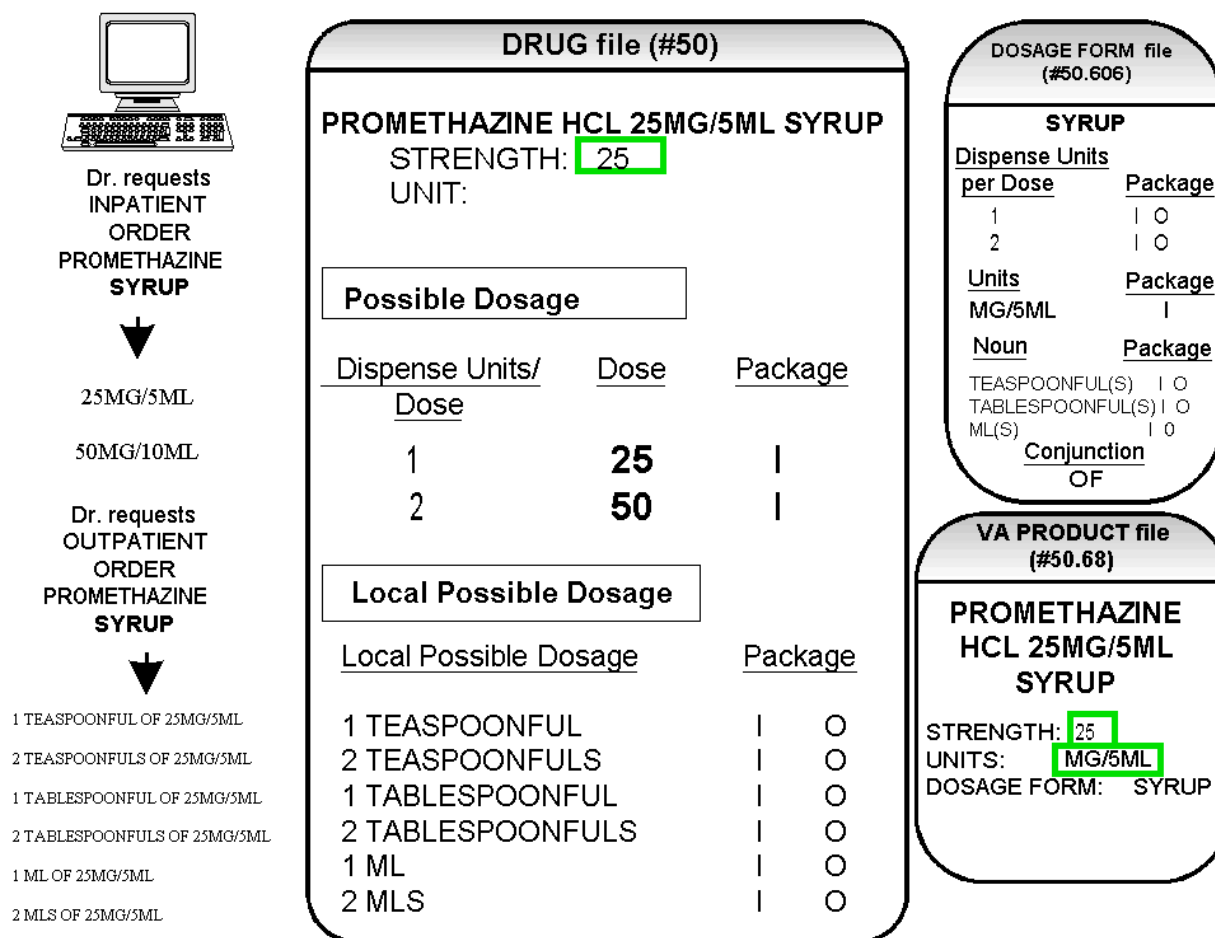 Dr. requests
INPATIENT
ORDER
PROMETHAZINE
SYRUP
25MG/5ML
50MG/10ML
Dr. requests
OUTPATIENT
ORDER
PROMETHAZINE
SYRUP
1 TEASPOONFUL OF 25MG/5ML
2 TEASPOONFULS OF 25MG/5ML
1 TABLESPOONFUL OF 25MG/5ML
2 TABLESPOONFULS OF 25MG/5ML
1 ML OF 25MG/5ML
2 MLS OF 25MG/5ML
DRUG file (#50)
PROMETHAZINE HCL 25MG/5ML SYRUP
STRENGTH: 25
UNIT:
Possible Dosage
Dispense Units/ Dose Package
Dose
1 25 I
2 50 I
Local Possible Dosage
Local Possible Dosage Package
1 TEASPOONFUL I O
2 TEASPOONFULS I O
1 TABLESPOONFUL I O
2 TABLESPOONFULS I O
1 ML I O
2 MLS I O
DOSAGE FORM file
(#50.606)
SYRUP
Dispense Units
per Dose Package
1 I O
2 I O
Units Package
MG/5ML I
Noun Package
TEASPOONFUL(S) I O
TABLESPOONFUL(S) I O
ML(S) I 0
Conjunction
OF
VA PRODUCT file
(#50.68)
PROMETHAZINE
HCL 25MG/5ML
SYRUP
STRENGTH: 25
UNITS: MG/5ML
DOSAGE FORM: SYRUP